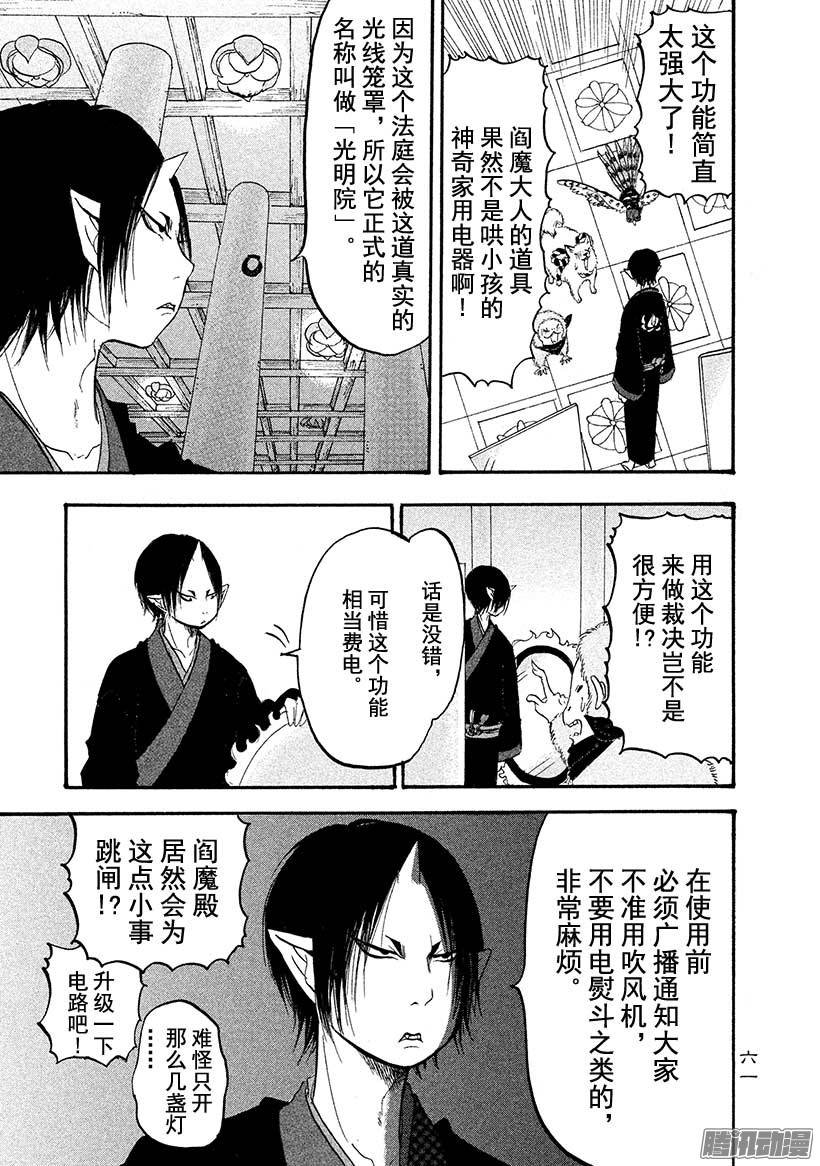 这个功能简直
太强大了！
阎魔大人的道具
果然不是哄小孩的
神奇家用电器啊！
因为这个法庭会
被这道真实的
光线笼罩，所以它正式的
名称叫做「光明院」。
用这个功能
来做裁决岂不是
很方便!?
话是没错，
可惜这个功能
相当费电。
在使用前
必须广播通知大家
不准用吹风机，
不要用电熨斗之类的，
非常麻烦。
阎魔殿
居然会为
这点小事
跳闸!?
难怪只开
那么几盏灯
……
升级一下
电路吧！
六一
腾讯动漫